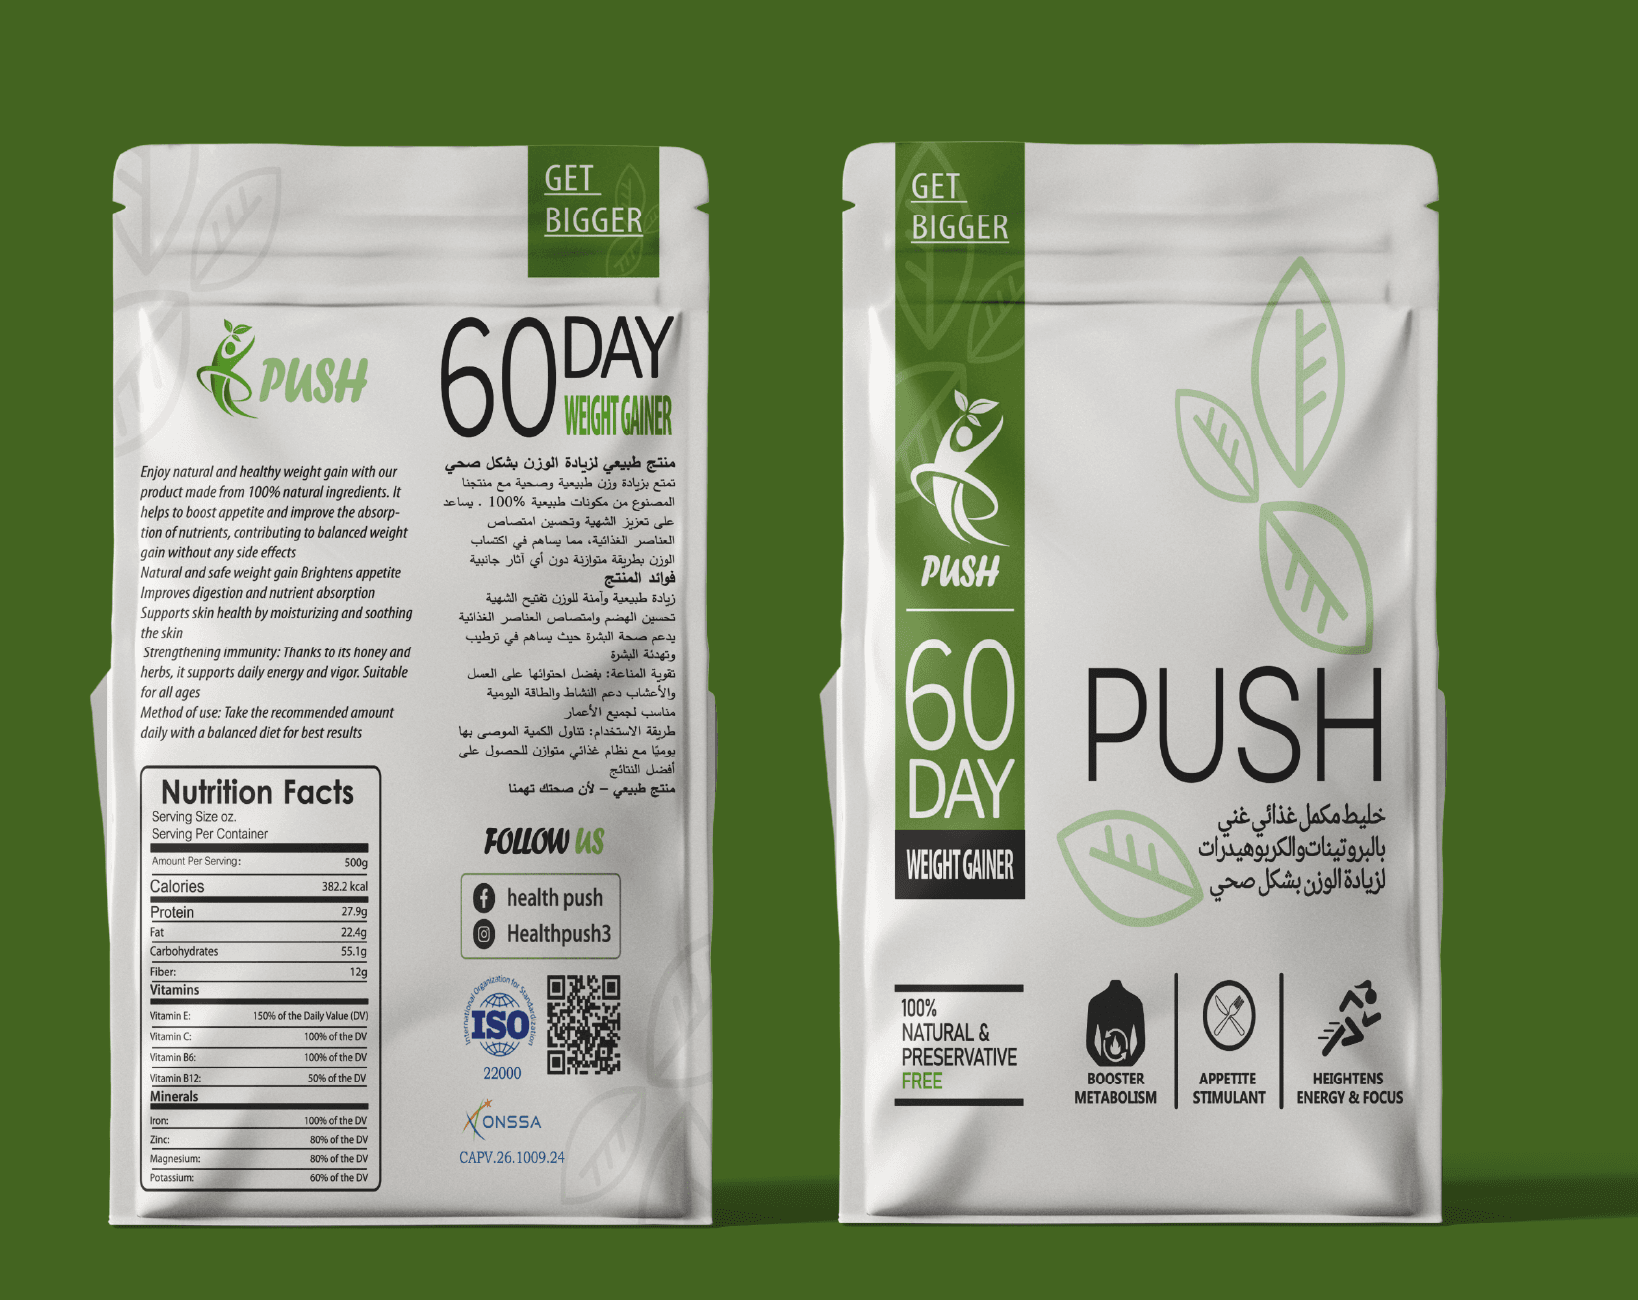 GET
BIGGER
PUSH
60 DAY
WEIGHT GAINER
Enjoy natural and healthy weight gain with our
product made from 100% natural ingredients. It
helps to boost appetite and improve the absorp-
tion of nutrients, contributing to balanced weight
gain without any side effects
Natural and safe weight gain Brightens appetite
Improves digestion and nutrient absorption
Supports skin health by moisturizing and soothing
the skin
Strengthening immunity: Thanks to its honey and
herbs, it supports daily energy and vigor. Suitable
for all ages
Method of use: Take the recommended amount
daily with a balanced diet for best results
Nutrition Facts
Serving Size oz.
Serving Per Container
Amount Per Serving: 500g
Calories 382.2 kcal
Protein 27.9g
Fat 22.4g
Carbohydrates 55.1g
Fiber: 12g
Vitamins
Vitamin E: 150% of the Daily Value (DV)
Vitamin C: 100% of the DV
Vitamin B6: 100% of the DV
Vitamin B12: 50% of the DV
Minerals
Iron: 100% of the DV
Zinc: 80% of the DV
Magnesium: 80% of the DV
Potassium: 60% of the DV
منتج طبيعي لزيادة الوزن بشكل صحي
تمتع بزيادة وزن طبيعية وصحية مع منتجنا
المصنوع من مكونات طبيعية %100 . يساعد
على تعزيز الشهية وتحسين امتصاص
العناصر الغذائية، مما يساهم في اكتساب
الوزن بطريقة متوازنة دون أي آثار جانبية
فوائد المنتج
زيادة طبيعية وآمنة للوزن تفتيح الشهية
تحسين الهضم وامتصاص العناصر الغذائية
يدعم صحة البشرة حيث يساهم في ترطيب
وتهدئة البشرة
تقوية المناعة: بفضل احتوائها على العسل
والأعشاب دعم النشاط والطاقة اليومية
مناسب لجميع الأعمار
طريقة الاستخدام: تناول الكمية الموصى بها
يوميًا مع نظام غذائي متوازن للحصول على
أفضل النتائج
منتج طبيعي – لأن صحتك تهمنا
FOLLOW US
health push
Healthpush3
International Organization for Standardization
ISO
22000
ONSSA
CAPV.26.1009.24
GET
BIGGER
PUSH
60
DAY
WEIGHT GAINER
PUSH
خليط مكمل غذائي غني
بالبروتينات والكربوهيدرات
لزيادة الوزن بشكل صحي
100%
NATURAL &
PRESERVATIVE
FREE
BOOSTER
METABOLISM
APPETITE
STIMULANT
HEIGHTENS
ENERGY & FOCUS